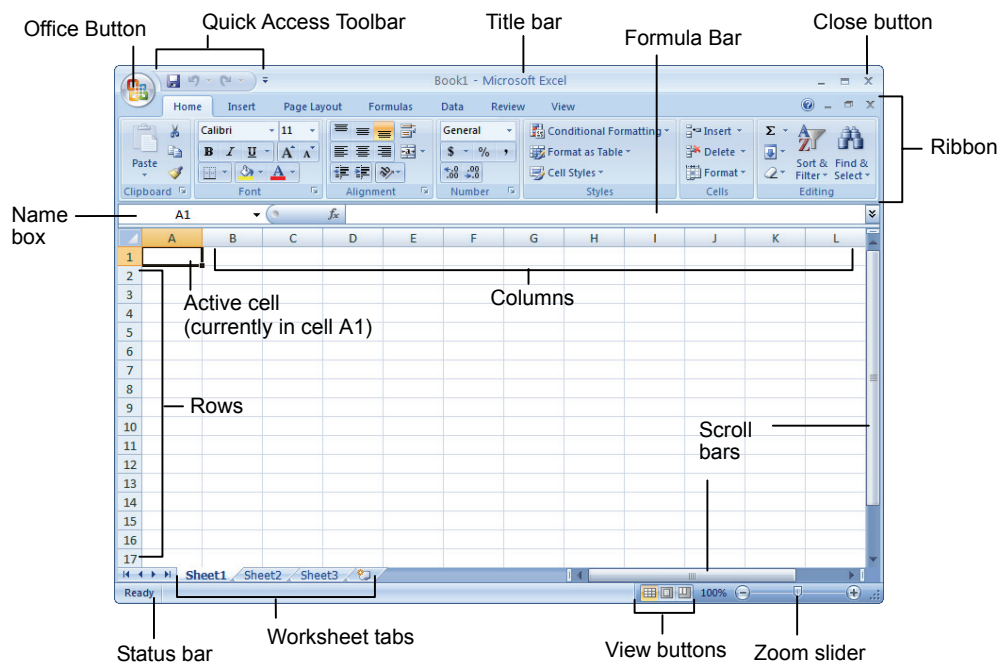 Office Button
Quick Access Toolbar
Title bar
Formula Bar
Close button
Book1 - Microsoft Excel
Home Insert Page Layout Formulas Data Review View
Calibri 11 General Conditional Formatting Insert Σ
Paste B I U A A $ % , Format as Table Delete Sort & Filter Find & Select
A .00 .0 Cell Styles Format
Clipboard Font Alignment Number Styles Cells Editing
Ribbon
Name box
A1 fx
A B C D E F G H I J K L
1
2
3
Active cell
(currently in cell A1)
Columns
4
5
6
7
8
9
Rows
10
Scroll bars
11
12
13
14
15
16
17
Sheet1 Sheet2 Sheet3
Ready 100%
Status bar
Worksheet tabs
View buttons
Zoom slider